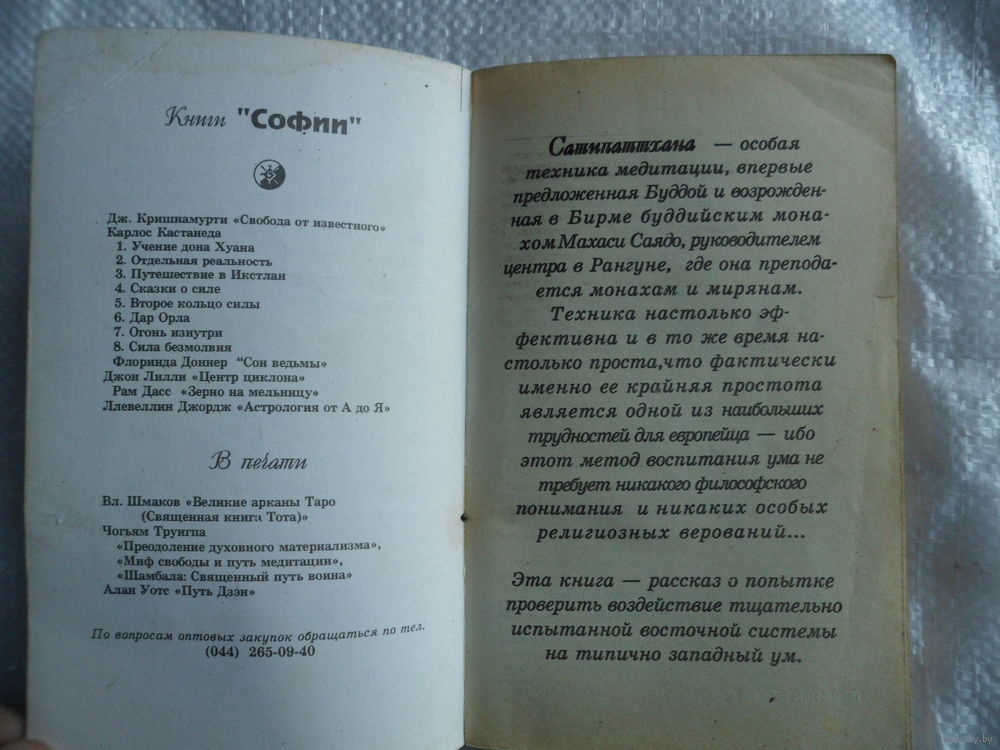 Книги "Софии"
Дж. Кришнамурти «Свобода от известного»
Карлос Кастанеда
1. Учение дона Хуана
2. Отдельная реальность
3. Путешествие в Икстлан
4. Сказки о силе
5. Второе кольцо силы
6. Дар Орла
7. Огонь изнутри
8. Сила безмолвия
Флоринда Доннер "Сон ведьмы"
Джон Лилли «Центр циклона»
Рам Дасс «Зерно на мельницу»
Ллевеллин Джордж «Астрология от А до Я»
В печати
Вл. Шмаков «Великие арканы Таро
(Священная книга Тота)»
Чогьям Трунгпа
«Преодоление духовного материализма»,
«Миф свободы и путь медитации»,
«Шамбала: Священный путь воина»
Алан Уотс «Путь Дзэн»
По вопросам оптовых закупок обращаться по тел.
(044) 265-09-40
Сатипаттхана — особая
техника медитации, впервые
предложенная Буддой и возрожден-
ная в Бирме буддийским мона-
хом Махаси Саядо, руководителем
центра в Рангуне, где она препода-
ется монахам и мирянам.
Техника настолько эф-
фективна и в то же время на-
столько проста,что фактически
именно ее крайняя простота
является одной из наибольших
трудностей для европейца — ибо
этот метод воспитания ума не
требует никакого философского
понимания и никаких особых
религиозных верований...
Эта книга — рассказ о попытке
проверить воздействие тщательно
испытанной восточной системы
на типично западный ум.